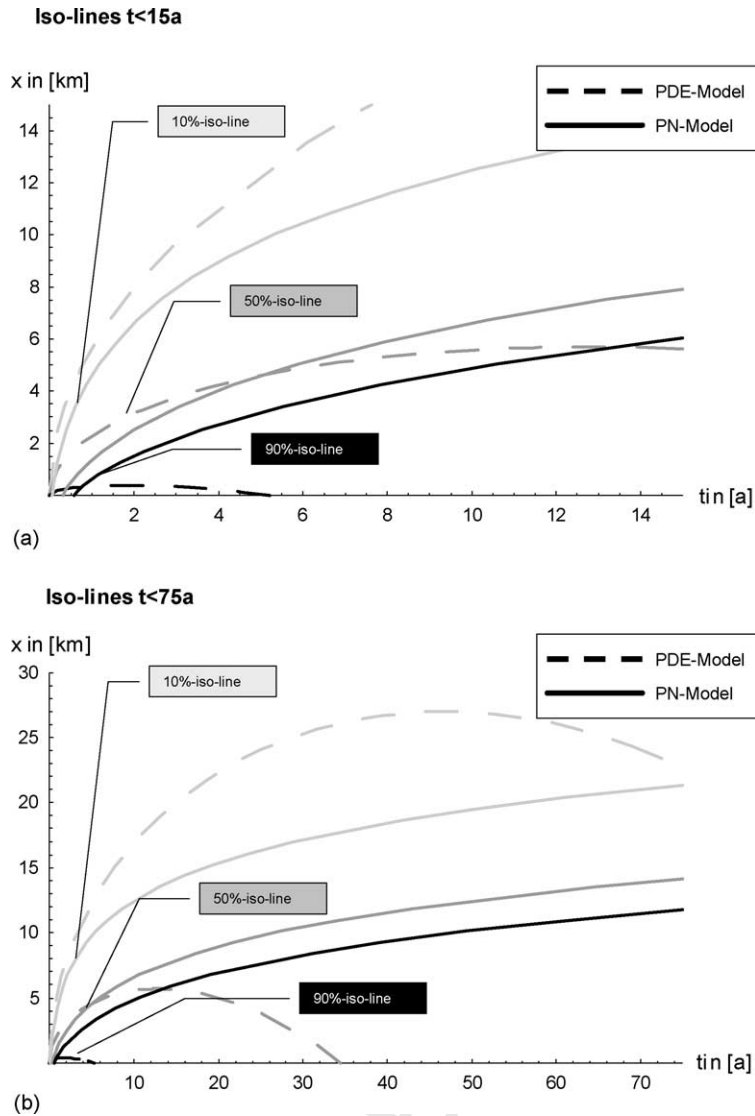 Iso-lines t<15a
x in [km]
PDE-Model
PN-Model
14
12
10
8
6
4
2
10%-iso-line
50%-iso-line
90%-iso-line
2 4 6 8 10 12 14
t in [a]
(a)
Iso-lines t<75a
x in [km]
PDE-Model
PN-Model
30
25
20
15
10
5
10%-iso-line
50%-iso-line
90%-iso-line
10 20 30 40 50 60 70
t in [a]
(b)